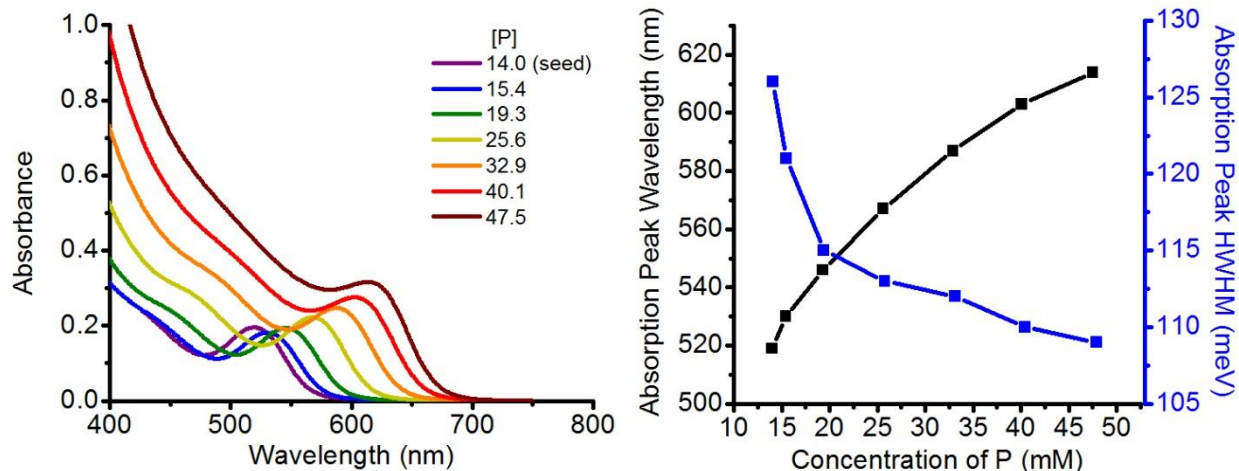 1.0
0.8
0.6
0.4
0.2
0.0
Absorbance
[P]
14.0 (seed)
15.4
19.3
25.6
32.9
40.1
47.5
400 500 600 700 800
Wavelength (nm)
Absorption Peak Wavelength (nm)
620
600
580
560
540
520
500
10 15 20 25 30 35 40 45 50
Concentration of P (mM)
130
125
120
115
110
105
Absorption Peak HWHM (meV)